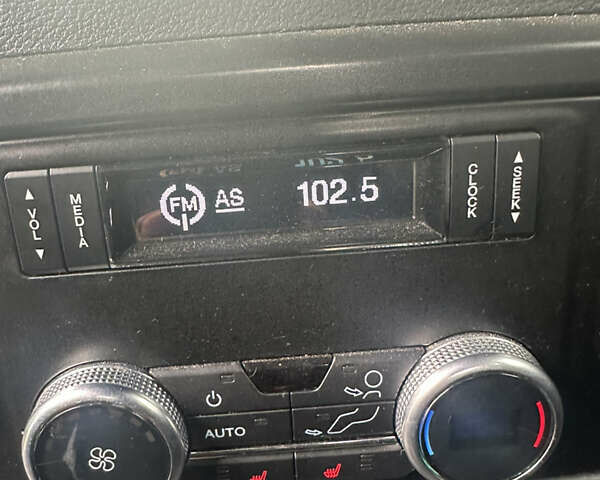 VOL
MEDIA
FM AS 102.5
CLOCK
SEEK
AUTO